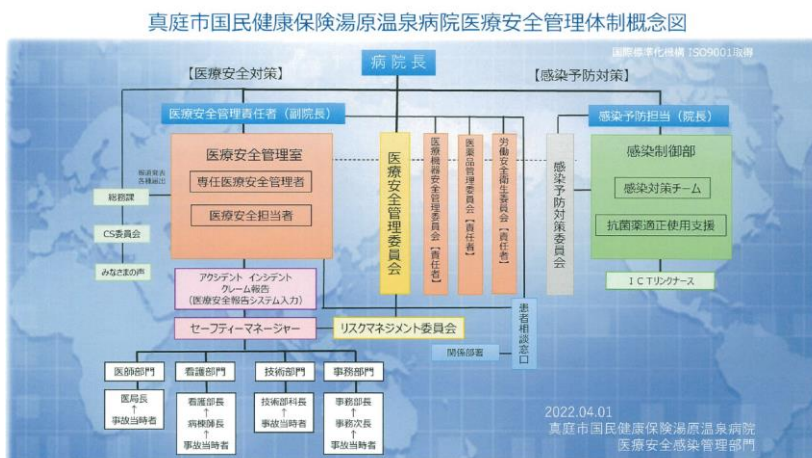 真庭市国民健康保険湯原温泉病院医療安全管理体制概念図
国際標準化機構 ISO9001取得
病院長
【医療安全対策】
【感染予防対策】
医療安全管理責任者（副院長）
感染予防担当（院長）
医療安全管理室
専任医療安全管理者
医療安全担当者
総務課
CS委員会
みなさまの声
医療安全管理委員会
医療機器安全管理委員会【責任者】
医薬品管理委員会【責任者】
労働安全衛生委員会【責任者】
感染予防対策委員会
感染制御部
感染対策チーム
抗菌薬適正使用支援
ＩＣＴリンクナース
アクシデント インシデント
クレーム報告
（医療安全報告システム入力）
セーフティーマネージャー
リスクマネジメント委員会
患者相談窓口
関係部署
医師部門
看護部門
技術部門
事務部門
医局長
↑
事故当時者
看護部長
↑
病棟師長
↑
事故当時者
技術部科長
↑
事故当時者
事務部長
↑
事務次長
↑
事故当時者
2022.04.01
真庭市国民健康保険湯原温泉病院
医療安全感染管理部門